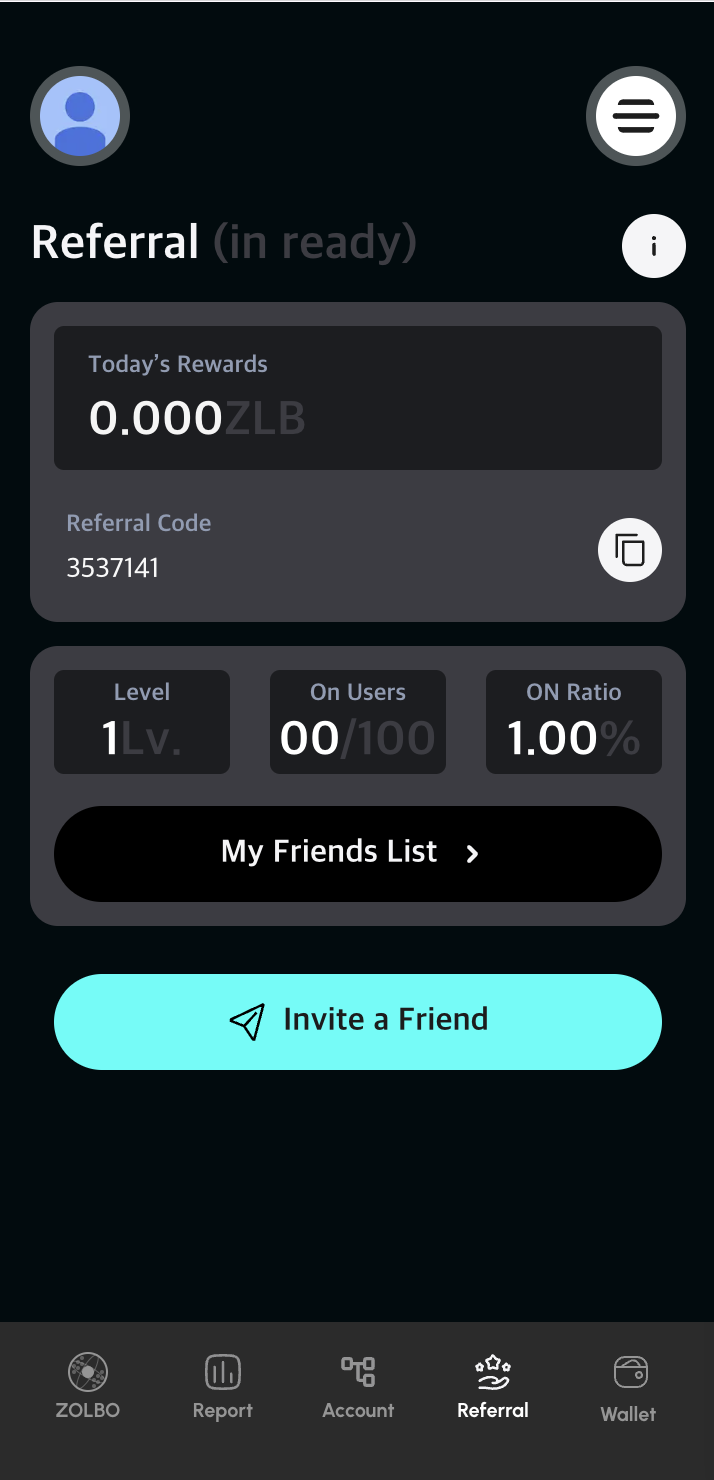 Referral (in ready)
Today’s Rewards
0.000ZLB
Referral Code
3537141
Level
1Lv.
On Users
00/100
ON Ratio
1.00%
My Friends List
Invite a Friend
ZOLBO
Report
Account
Referral
Wallet